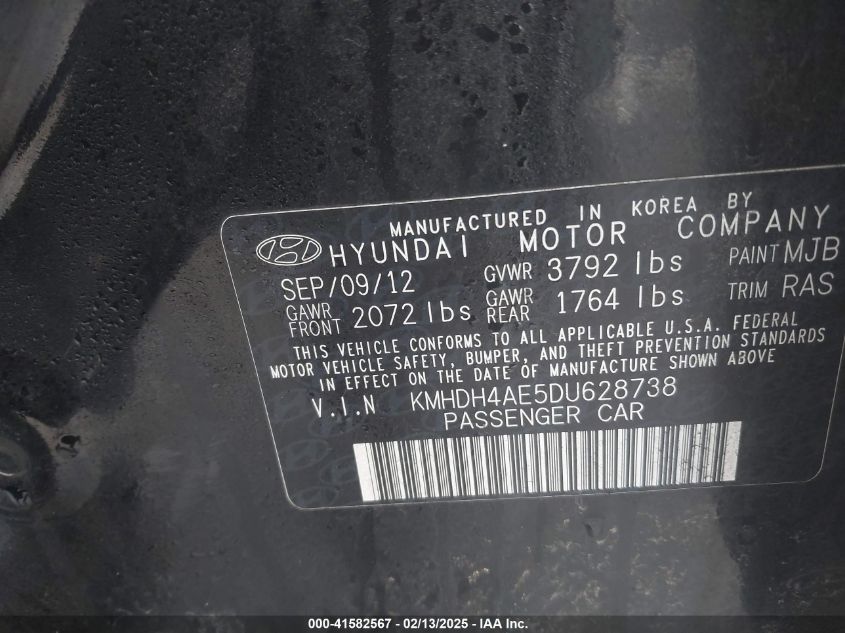 MANUFACTURED IN KOREA BY
HYUNDAI MOTOR COMPANY
SEP/09/12 GVWR 3792 lbs PAINT MJB
GAWR FRONT 2072 lbs GAWR REAR 1764 lbs TRIM RAS
THIS VEHICLE CONFORMS TO ALL APPLICABLE U.S.A. FEDERAL
MOTOR VEHICLE SAFETY, BUMPER, AND THEFT PREVENTION STANDARDS
IN EFFECT ON THE DATE OF MANUFACTURE SHOWN ABOVE
V.I.N KMHDH4AE5DU628738
PASSENGER CAR
000-41582567 - 02/13/2025 - IAA Inc.